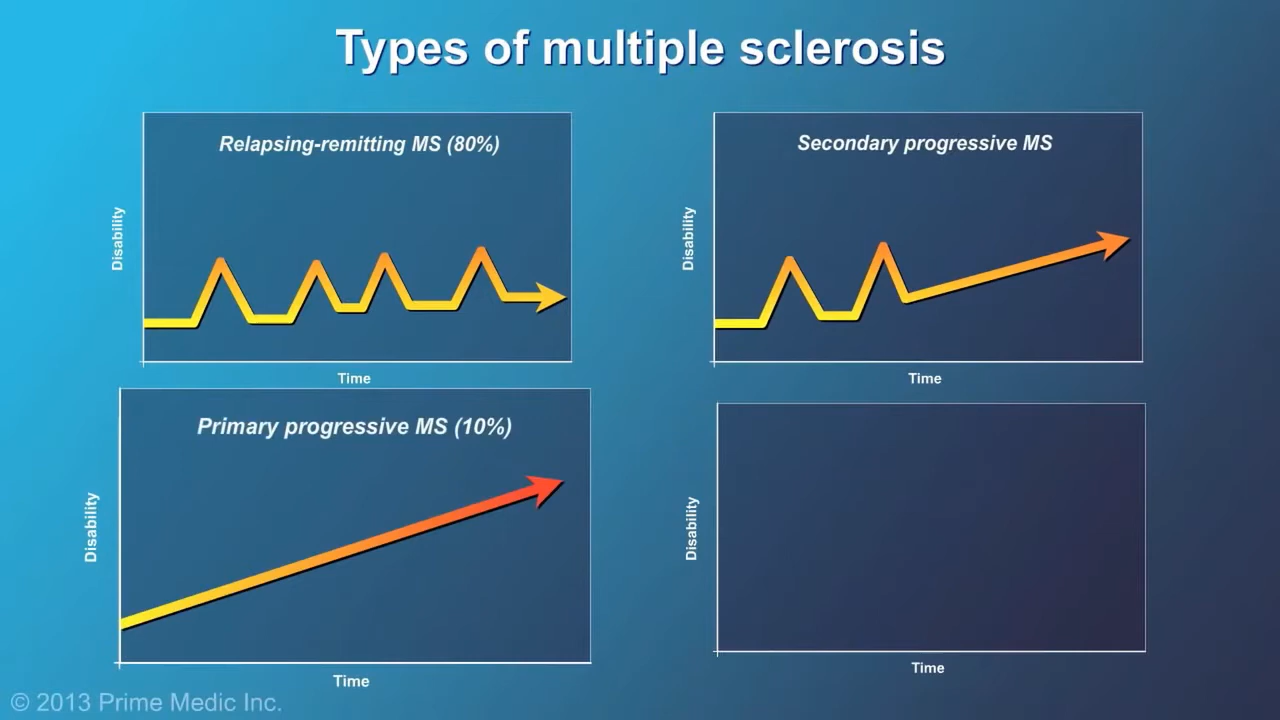 Types of multiple sclerosis
Relapsing-remitting MS (80%)
Disability
Time
Secondary progressive MS
Disability
Time
Primary progressive MS (10%)
Disability
Time
Disability
Time
© 2013 Prime Medic Inc.